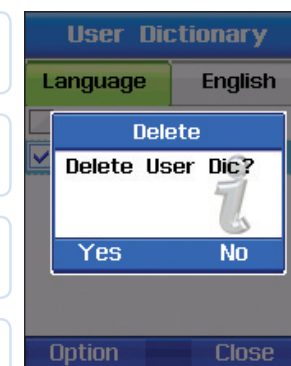 User Dictionary
Language English
Delete
Delete User Dic?
Yes No
Option Close